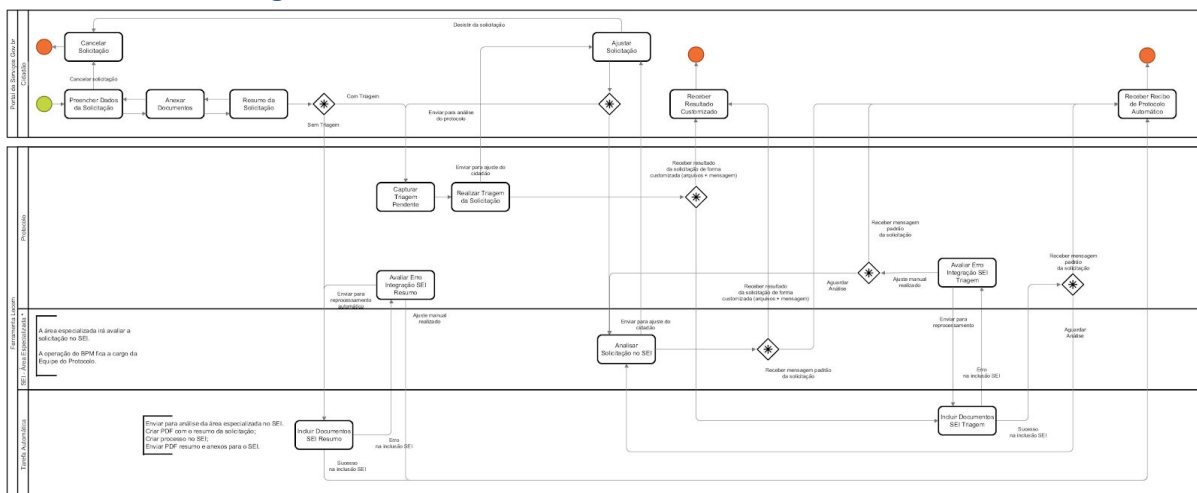 Portal de Serviços Gov.br
Cidadão
Cancelar
Solicitação
Desistir da solicitação
Ajustar
Solicitação
Cancelar solicitação
Preencher Dados
da Solicitação
Anexar
Documentos
Resumo da
Solicitação
Com Triagem
Sem Triagem
Enviar para análise
do protocolo
Receber
Resultado
Customizado
Receber Recibo
de Protocolo
Automático
Ferramenta Lecom
Protocolo
Capturar
Triagem
Pendente
Enviar para ajuste do
cidadão
Realizar Triagem
da Solicitação
Receber resultado
da solicitação de forma
customizada (arquivos + mensagem)
Receber mensagem
padrão
da solicitação
Avaliar Erro
Integração SEI
Resumo
Enviar para
reprocessamento
automático
Ajuste manual
realizado
Receber resultado
da solicitação de forma
customizada (arquivos + mensagem)
Aguardar
Análise
Ajuste manual
realizado
Avaliar Erro
Integração SEI
Triagem
Receber mensagem
padrão
da solicitação
SEI - Área Especializada *
A área especializada irá avaliar a
solicitação no SEI.
A operação do BPM fica a cargo da
Equipe do Protocolo.
Enviar para ajuste do
cidadão
Analisar
Solicitação no SEI
Receber mensagem padrão
da solicitação
Enviar para
reprocessamento
Erro
na inclusão SEI
Aguardar
Análise
Tarefa Automática
Enviar para análise da área especializada no SEI.
Criar PDF com o resumo da solicitação;
Criar processo no SEI;
Enviar PDF resumo e anexos para o SEI.
Incluir Documentos
SEI Resumo
Erro
na inclusão SEI
Sucesso
na inclusão SEI
Incluir Documentos
SEI Triagem
Sucesso
na inclusão SEI